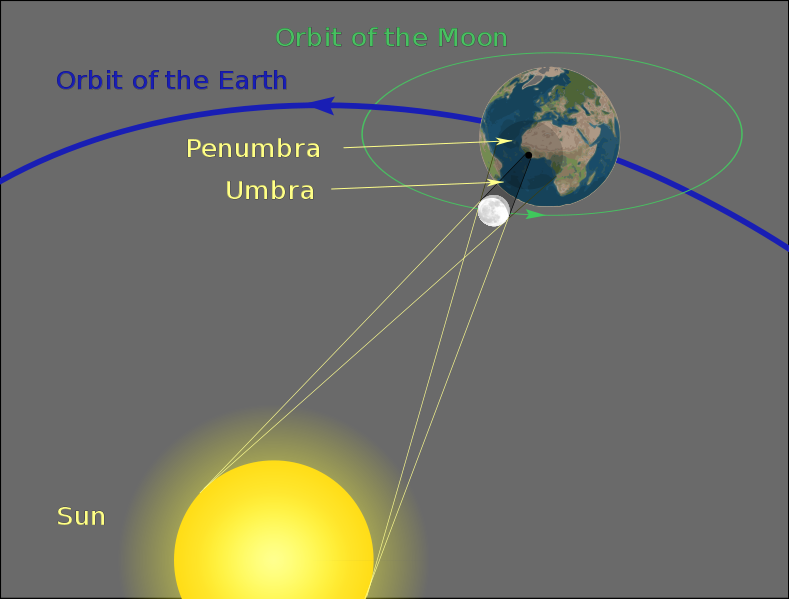 Orbit of the Moon
Orbit of the Earth
Penumbra
Umbra
Sun